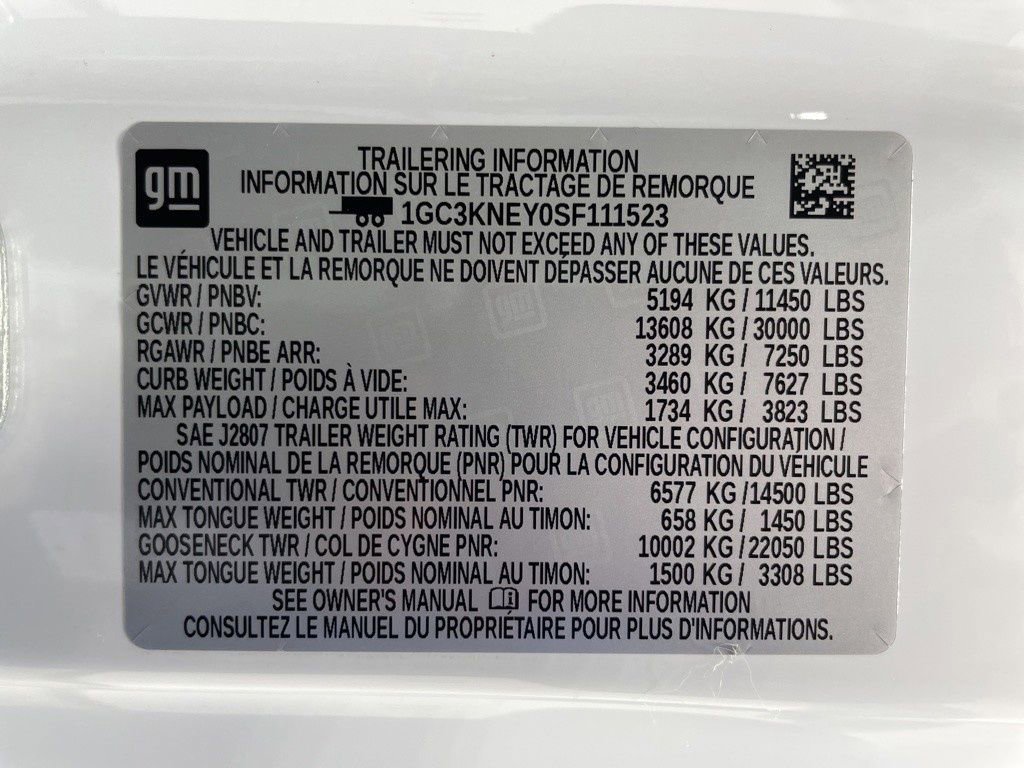 gm
TRAILERING INFORMATION
INFORMATION SUR LE TRACTAGE DE REMORQUE
1GC3KNEY0SF111523
VEHICLE AND TRAILER MUST NOT EXCEED ANY OF THESE VALUES.
LE VÉHICULE ET LA REMORQUE NE DOIVENT DÉPASSER AUCUNE DE CES VALEURS.
GVWR / PNBV: 5194 KG / 11450 LBS
GCWR / PNBC: 13608 KG / 30000 LBS
RGAWR / PNBE ARR: 3289 KG / 7250 LBS
CURB WEIGHT / POIDS À VIDE: 3460 KG / 7627 LBS
MAX PAYLOAD / CHARGE UTILE MAX: 1734 KG / 3823 LBS
SAE J2807 TRAILER WEIGHT RATING (TWR) FOR VEHICLE CONFIGURATION /
POIDS NOMINAL DE LA REMORQUE (PNR) POUR LA CONFIGURATION DU VÉHICULE
CONVENTIONAL TWR / CONVENTIONNEL PNR: 6577 KG / 14500 LBS
MAX TONGUE WEIGHT / POIDS NOMINAL AU TIMON: 658 KG / 1450 LBS
GOOSENECK TWR / COL DE CYGNE PNR: 10002 KG / 22050 LBS
MAX TONGUE WEIGHT / POIDS NOMINAL AU TIMON: 1500 KG / 3308 LBS
SEE OWNER'S MANUAL FOR MORE INFORMATION
CONSULTEZ LE MANUEL DU PROPRIÉTAIRE POUR PLUS D'INFORMATIONS.